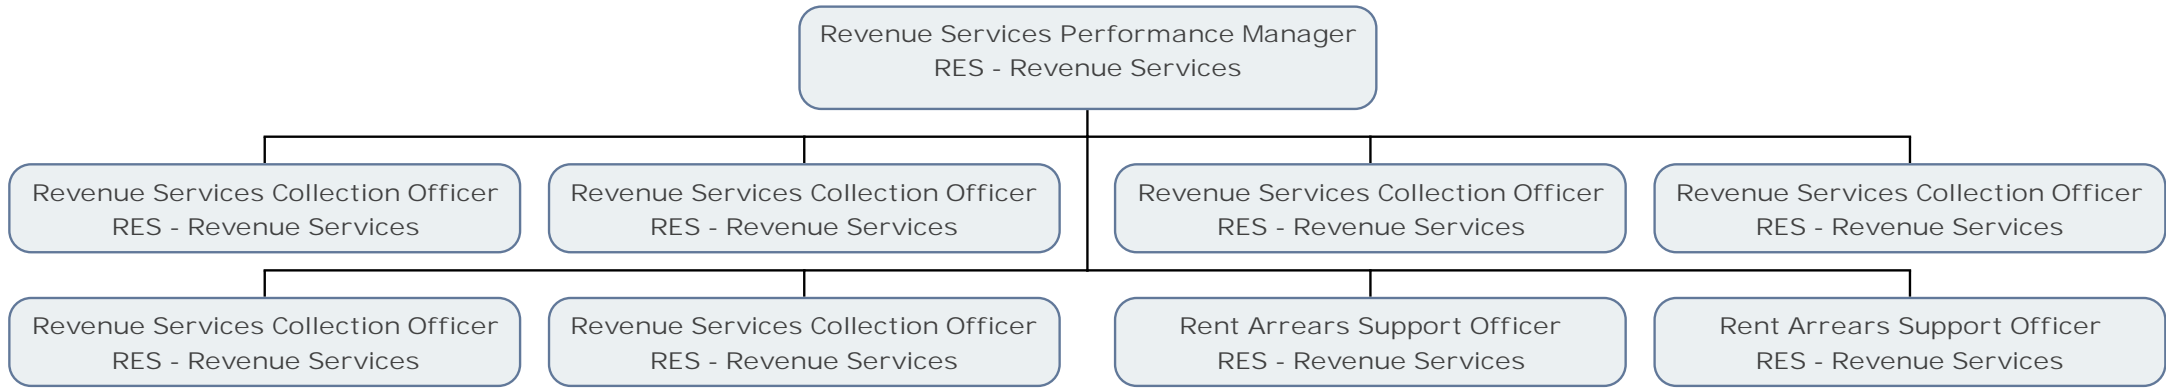 Revenue Services Performance Manager
RES - Revenue Services
Revenue Services Collection Officer
RES - Revenue Services
Revenue Services Collection Officer
RES - Revenue Services
Revenue Services Collection Officer
RES - Revenue Services
Revenue Services Collection Officer
RES - Revenue Services
Revenue Services Collection Officer
RES - Revenue Services
Revenue Services Collection Officer
RES - Revenue Services
Rent Arrears Support Officer
RES - Revenue Services
Rent Arrears Support Officer
RES - Revenue Services